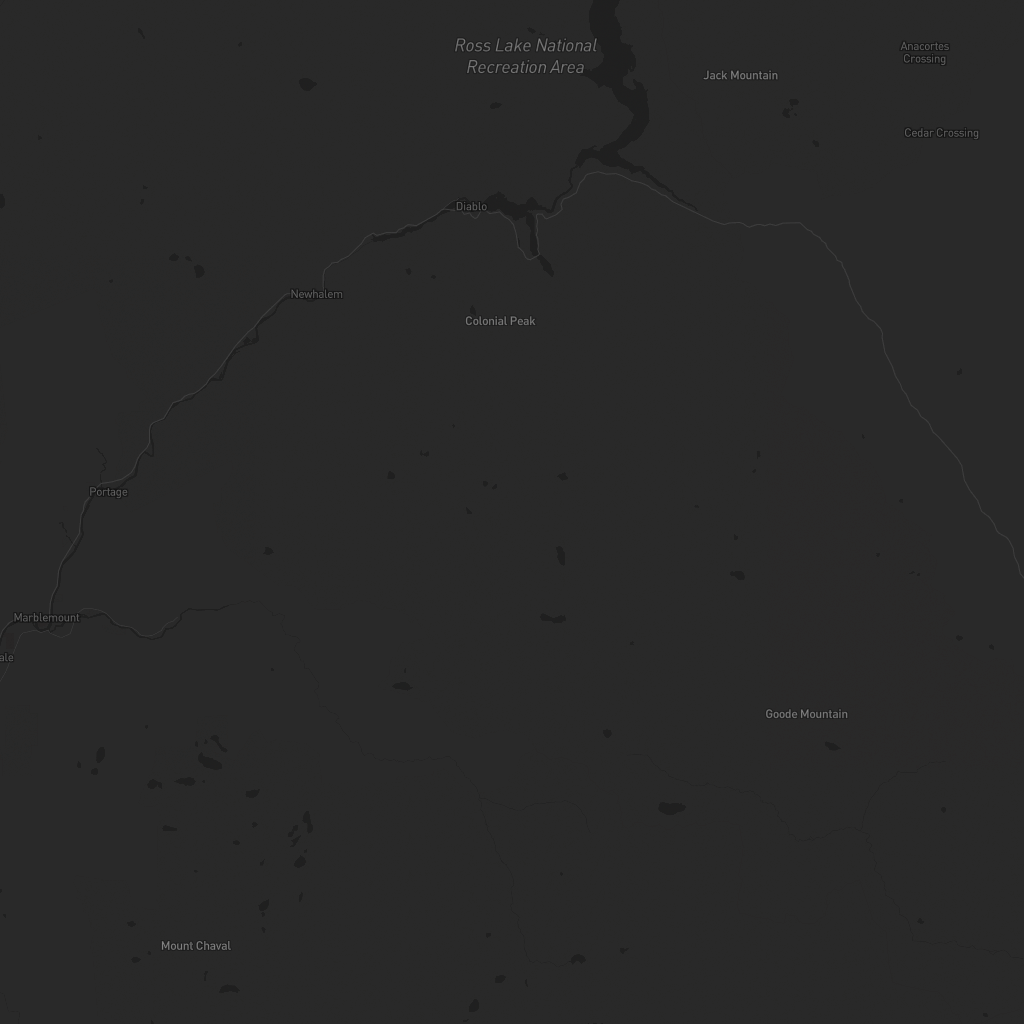 Ross Lake National
Recreation Area
Anacortes
Crossing
Jack Mountain
Cedar Crossing
Diablo
Newhalem
Colonial Peak
Portage
Marblemount
ale
Goode Mountain
Mount Chaval